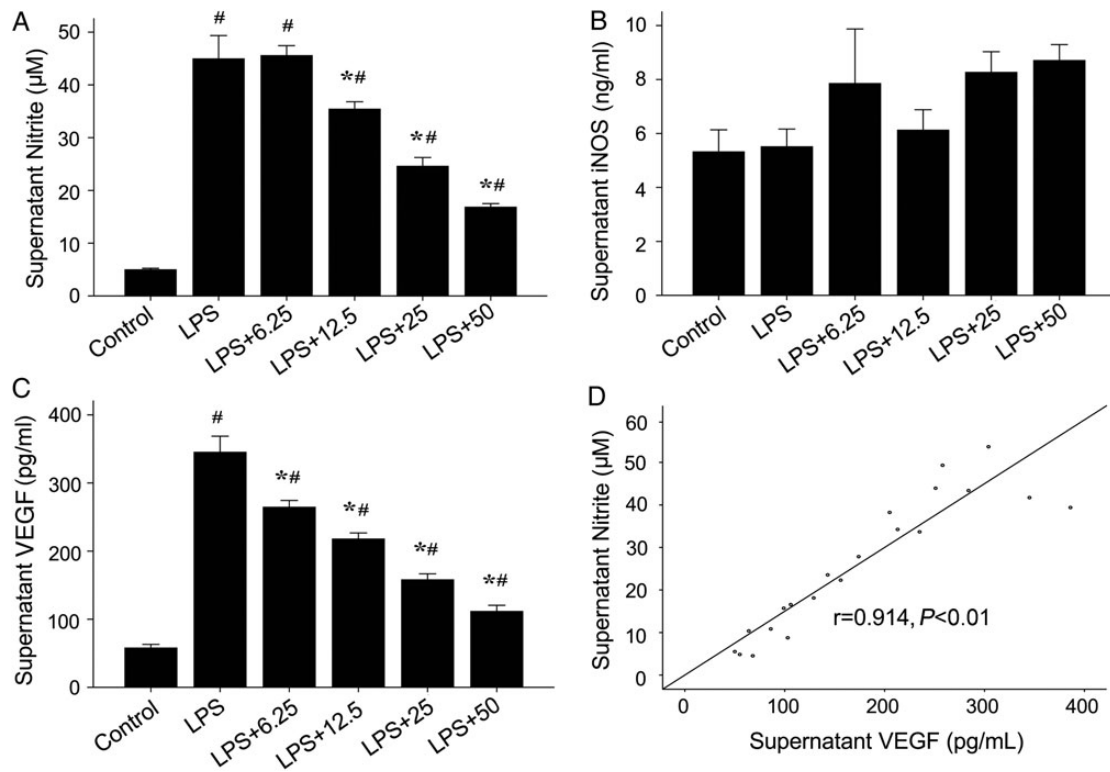 A
Supernatant Nitrite (µM)
50
40
30
20
10
0
#
#
*#
*#
*#
Control
LPS
LPS+6.25
LPS+12.5
LPS+25
LPS+50
B
Supernatant iNOS (ng/ml)
10
8
6
4
2
0
Control
LPS
LPS+6.25
LPS+12.5
LPS+25
LPS+50
C
Supernatant VEGF (pg/ml)
400
300
200
100
0
#
*#
*#
*#
*#
Control
LPS
LPS+6.25
LPS+12.5
LPS+25
LPS+50
D
Supernatant Nitrite (µM)
60
50
40
30
20
10
0
r=0.914, P<0.01
0 100 200 300 400
Supernatant VEGF (pg/mL)